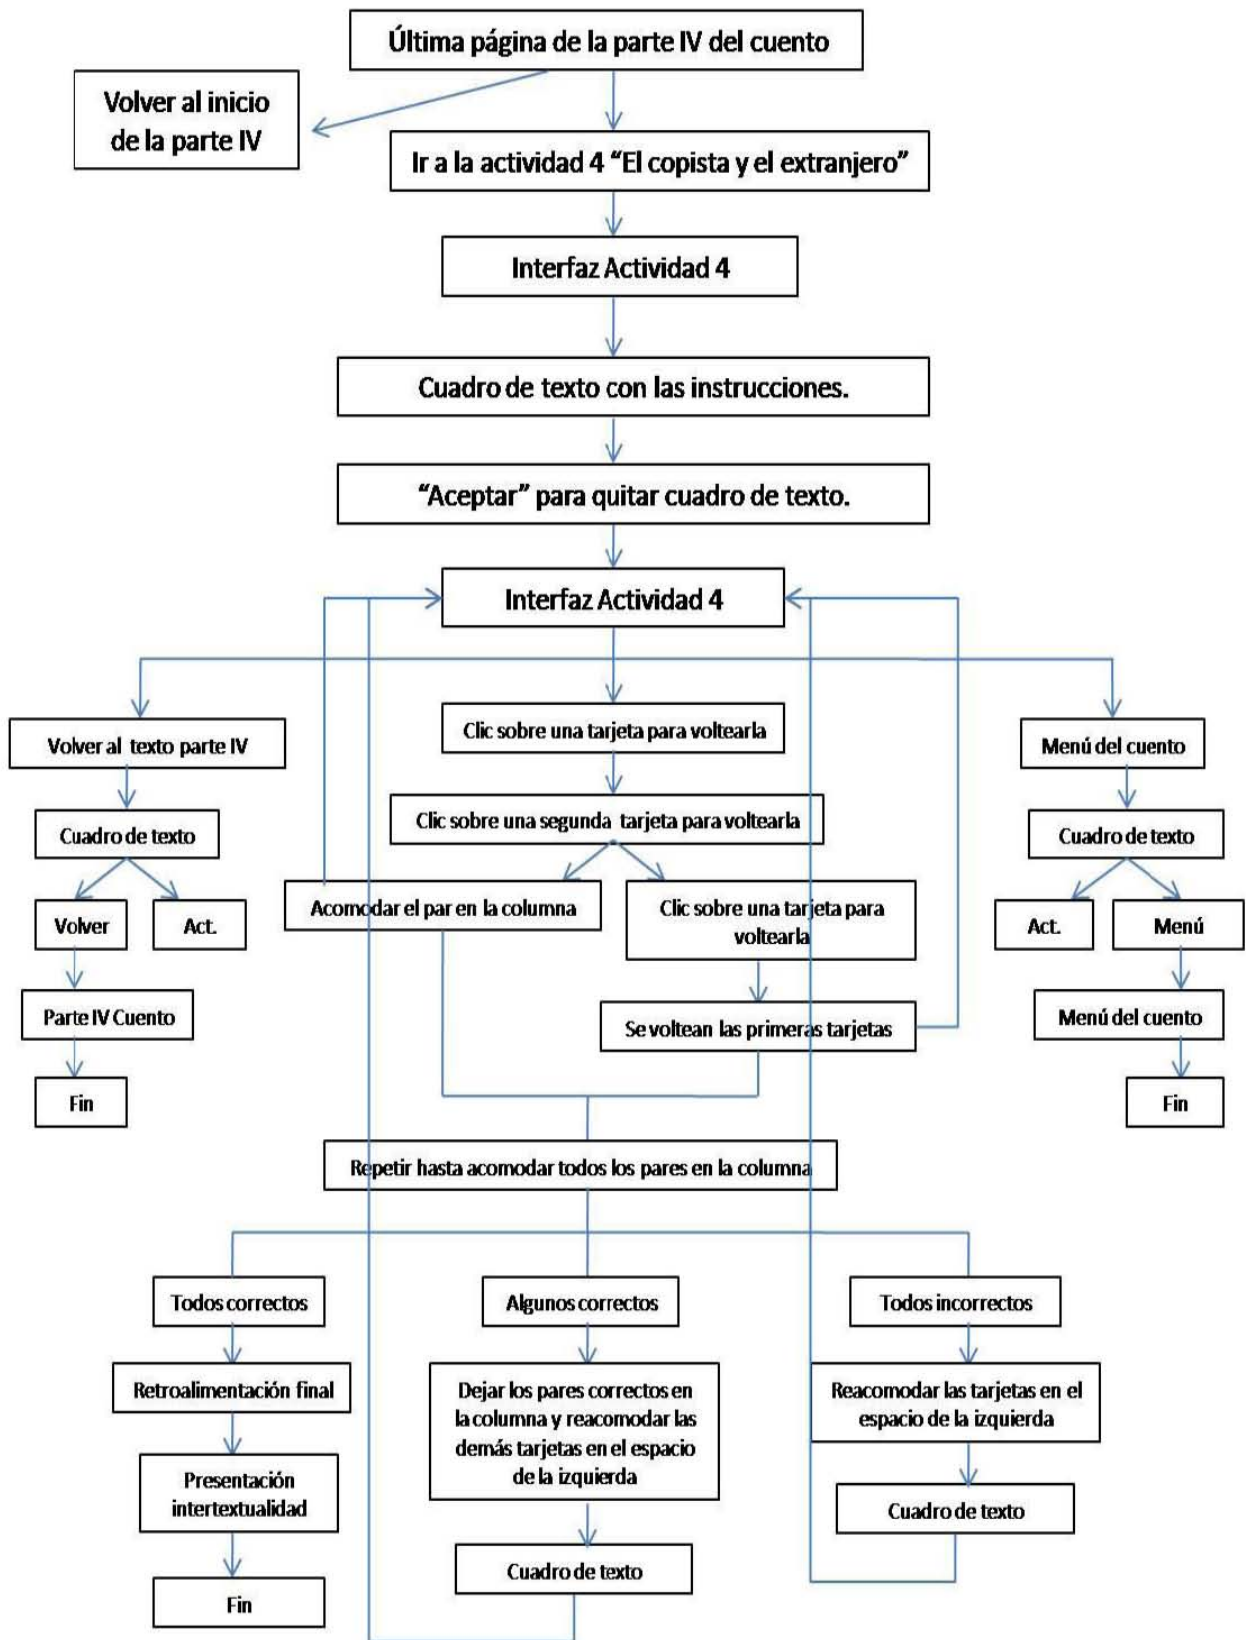 Última página de la parte IV del cuento
Volver al inicio
de la parte IV
Ir a la actividad 4 “El copista y el extranjero”
Interfaz Actividad 4
Cuadro de texto con las instrucciones.
“Aceptar” para quitar cuadro de texto.
Interfaz Actividad 4
Volver al texto parte IV
Clic sobre una tarjeta para voltearla
Menú del cuento
Cuadro de texto
Clic sobre una segunda tarjeta para voltearla
Cuadro de texto
Volver
Act.
Acomodar el par en la columna
Clic sobre una tarjeta para
voltearla
Act.
Menú
Parte IV Cuento
Se voltean las primeras tarjetas
Menú del cuento
Fin
Fin
Repetir hasta acomodar todos los pares en la columna
Todos correctos
Algunos correctos
Todos incorrectos
Retroalimentación final
Dejar los pares correctos en
la columna y reacomodar las
demás tarjetas en el espacio
de la izquierda
Reacomodar las tarjetas en el
espacio de la izquierda
Presentación
intertextualidad
Cuadro de texto
Cuadro de texto
Fin